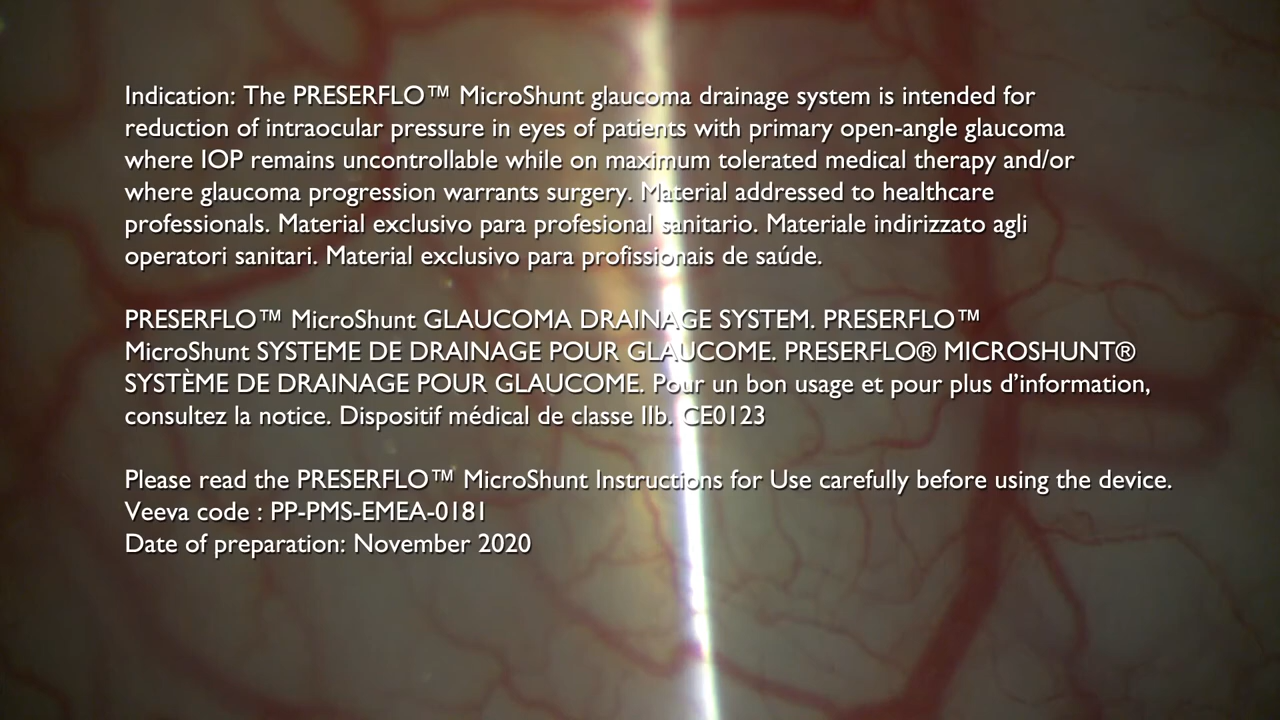 Indication: The PRESERFLO™ MicroShunt glaucoma drainage system is intended for
reduction of intraocular pressure in eyes of patients with primary open-angle glaucoma
where IOP remains uncontrollable while on maximum tolerated medical therapy and/or
where glaucoma progression warrants surgery. Material addressed to healthcare
professionals. Material exclusivo para profesional sanitario. Materiale indirizzato agli
operatori sanitari. Material exclusivo para profissionais de saúde.
PRESERFLO™ MicroShunt GLAUCOMA DRAINAGE SYSTEM. PRESERFLO™
MicroShunt SYSTEME DE DRAINAGE POUR GLAUCOME. PRESERFLO® MICROSHUNT®
SYSTÈME DE DRAINAGE POUR GLAUCOME. Pour un bon usage et pour plus d’information,
consultez la notice. Dispositif médical de classe IIb. CE0123
Please read the PRESERFLO™ MicroShunt Instructions for Use carefully before using the device.
Veeva code : PP-PMS-EMEA-0181
Date of preparation: November 2020